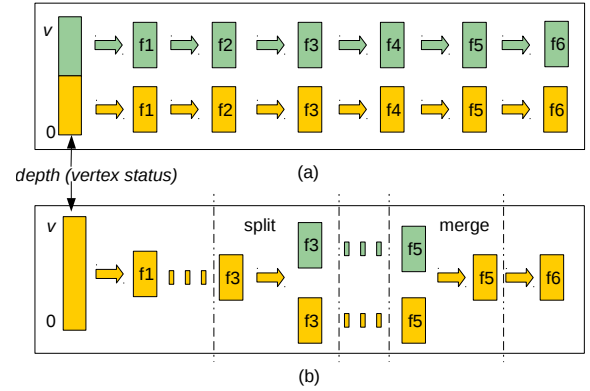 v
f1 f2 f3 f4 f5 f6
f1 f2 f3 f4 f5 f6
0
(a)
depth (vertex status)
v split merge
f3 f5
f1 f3 f5 f6
0 f3 f5
(b)